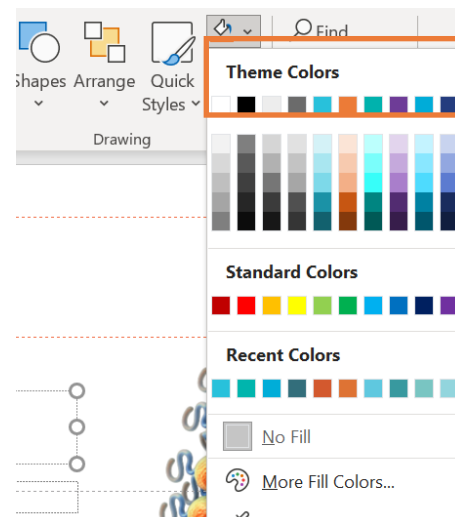 Find
Shapes Arrange Quick
Styles
Drawing
Theme Colors
Standard Colors
Recent Colors
No Fill
More Fill Colors...